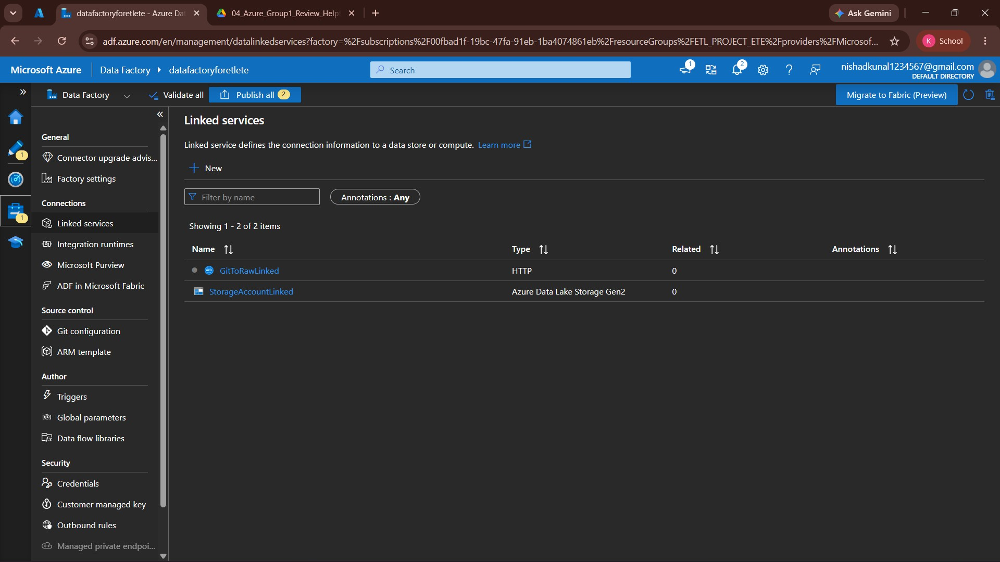 datafactoryforetlete - Azure Da
04_Azure_Group1_Review_Help
Ask Gemini
adf.azure.com/en/management/datalinkedservices?factory=%2Fsubscriptions%2F00fbad1f-19bc-47fa-91eb-1ba4074861eb%2FresourceGroups%2FETL_PROJECT_ETE%2Fproviders%2FMicrosof...
K School
Microsoft Azure
Data Factory
datafactoryforetlete
Search
1
2
nishadkunal1234567@gmail.com
DEFAULT DIRECTORY
Data Factory
Validate all
Publish all 2
Migrate to Fabric (Preview)
1
1
General
Connector upgrade advis...
Factory settings
Connections
Linked services
Integration runtimes
Microsoft Purview
ADF in Microsoft Fabric
Source control
Git configuration
ARM template
Author
Triggers
Global parameters
Data flow libraries
Security
Credentials
Customer managed key
Outbound rules
Managed private endpoi...
Linked services
Linked service defines the connection information to a data store or compute. Learn more
New
Filter by name
Annotations : Any
Showing 1 - 2 of 2 items
Name Type Related Annotations
HTTP GitToRawLinked HTTP 0
StorageAccountLinked Azure Data Lake Storage Gen2 0